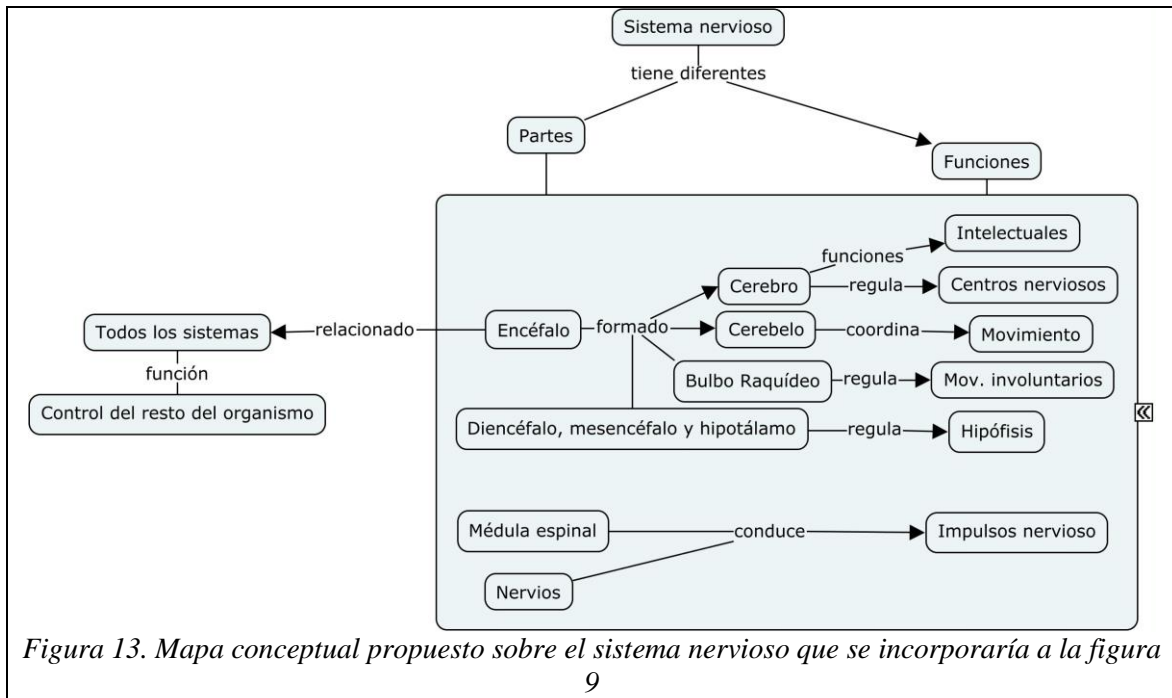 Sistema nervioso
tiene diferentes
Partes
Funciones
Intelectuales
funciones
Cerebro
regula
Centros nerviosos
Todos los sistemas
relacionado
Encéfalo
formado
Cerebelo
coordina
Movimiento
función
Bulbo Raquídeo
regula
Mov. involuntarios
Control del resto del organismo
Diencéfalo, mesencéfalo y hipotálamo
regula
Hipófisis
Médula espinal
conduce
Impulsos nervioso
Nervios
Figura 13. Mapa conceptual propuesto sobre el sistema nervioso que se incorporaría a la figura
9